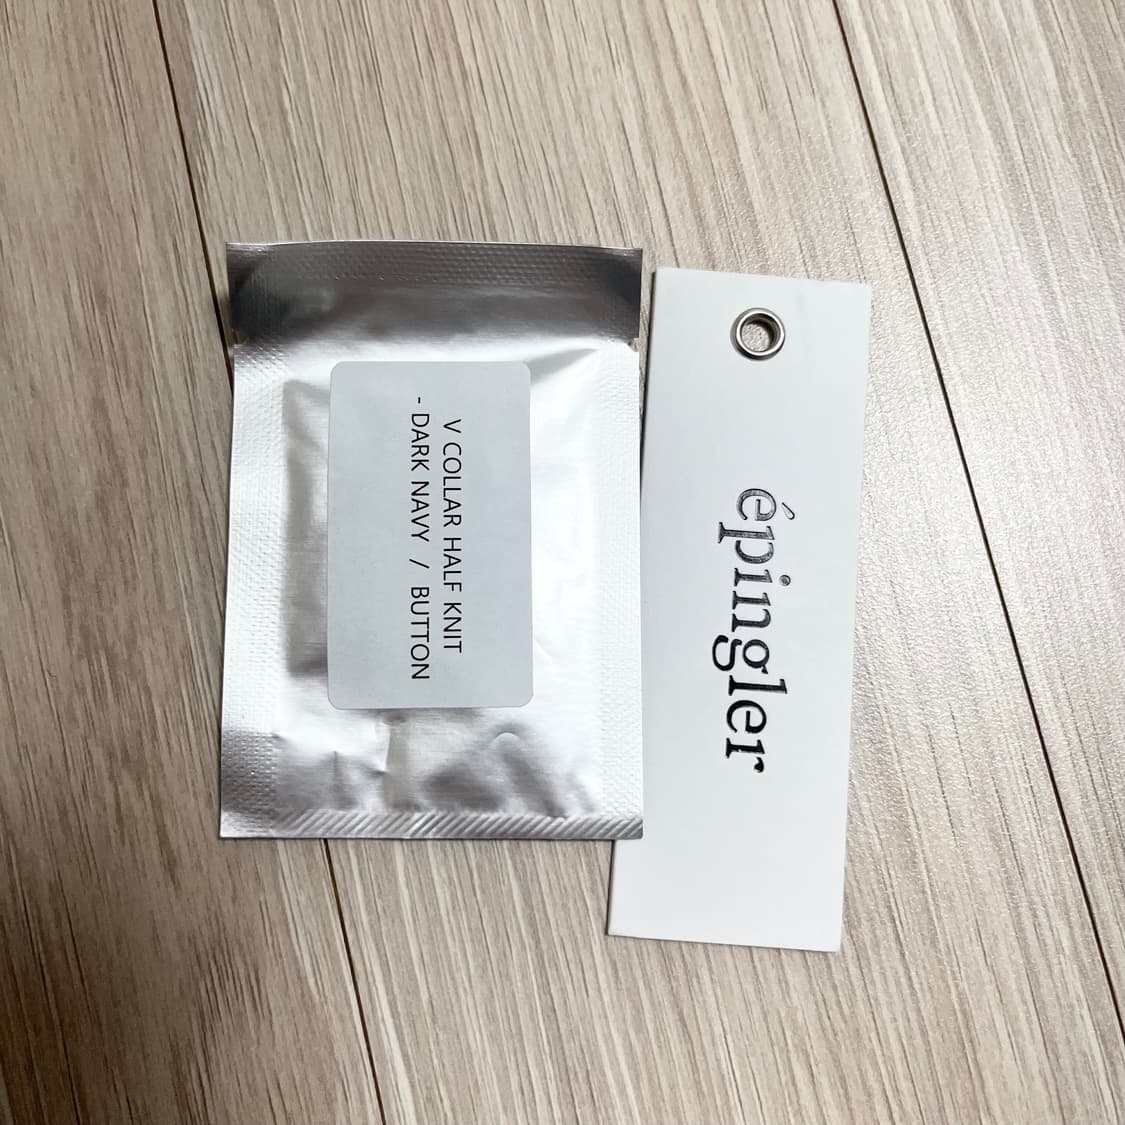 V COLLAR HALF KNIT
- DARK NAVY / BUTTON
épingler